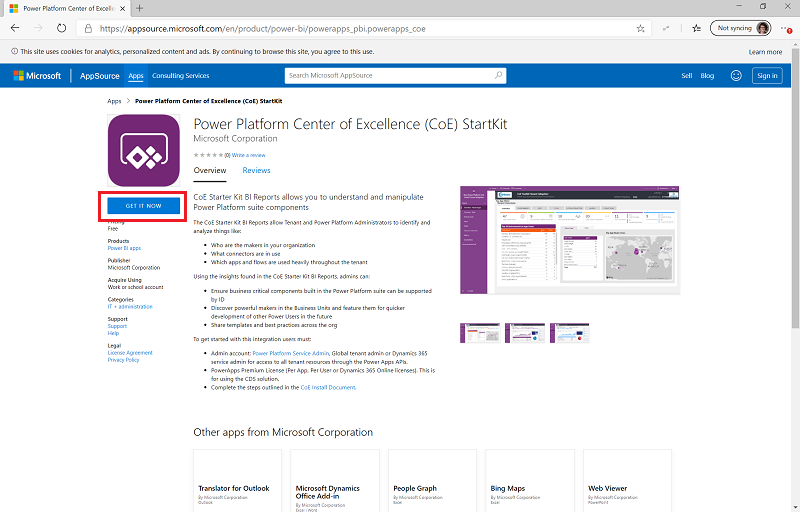 Power Platform Center of Excelle
Not syncing
https://appsource.microsoft.com/en/product/power-bi/powerapps_pbi.powerapps_coe
This site uses cookies for analytics, personalized content and ads. By continuing to browse this site, you agree to this use.
Learn more
Microsoft
AppSource
Apps
Consulting Services
Search Microsoft AppSource
Sell
Blog
Sign in
Apps > Power Platform Center of Excellence (CoE) StartKit
Power Platform Center of Excellence (CoE) StartKit
Microsoft Corporation
(0) Write a review
Overview
Reviews
GET IT NOW
Pricing
Free
Products
Power BI apps
Publisher
Microsoft Corporation
Acquire Using
Work or school account
Categories
IT + administration
Support
Support
Help
Legal
License Agreement
Privacy Policy
CoE Starter Kit BI Reports allows you to understand and manipulate
Power Platform suite components
The CoE Starter Kit BI Reports allow Tenant and Power Platform Administrators to identify and
analyze things like:
Who are the makers in your organization
What connectors are in use
Which apps and flows are used heavily throughout the tenant
Using the insights found in the CoE Starter Kit BI Reports, admins can:
Ensure business critical components built in the Power Platform suite can be supported
by ID
Discover powerful makers in the Business Units and feature them for quicker
development of other Power Users in the future
Share templates and best practices across the org
To get started with this integration users must:
Admin account: Power Platform Service Admin, Global tenant admin or Dynamics 365
service admin for access to all tenant resources through the Power Apps APIs.
PowerApps Premium License (Per App, Per User or Dynamics 365 Online licenses). This is
for using the CDS solution.
Complete the steps outlined in the CoE Install Document.
Other apps from Microsoft Corporation
Translator for Outlook
By Microsoft Corporation
Outlook
Microsoft Dynamics
Office Add-in
By Microsoft Corporation
Excel | Word
People Graph
By Microsoft Corporation
Excel
Bing Maps
By Microsoft Corporation
Excel
Web Viewer
By Microsoft Corporation
PowerPoint